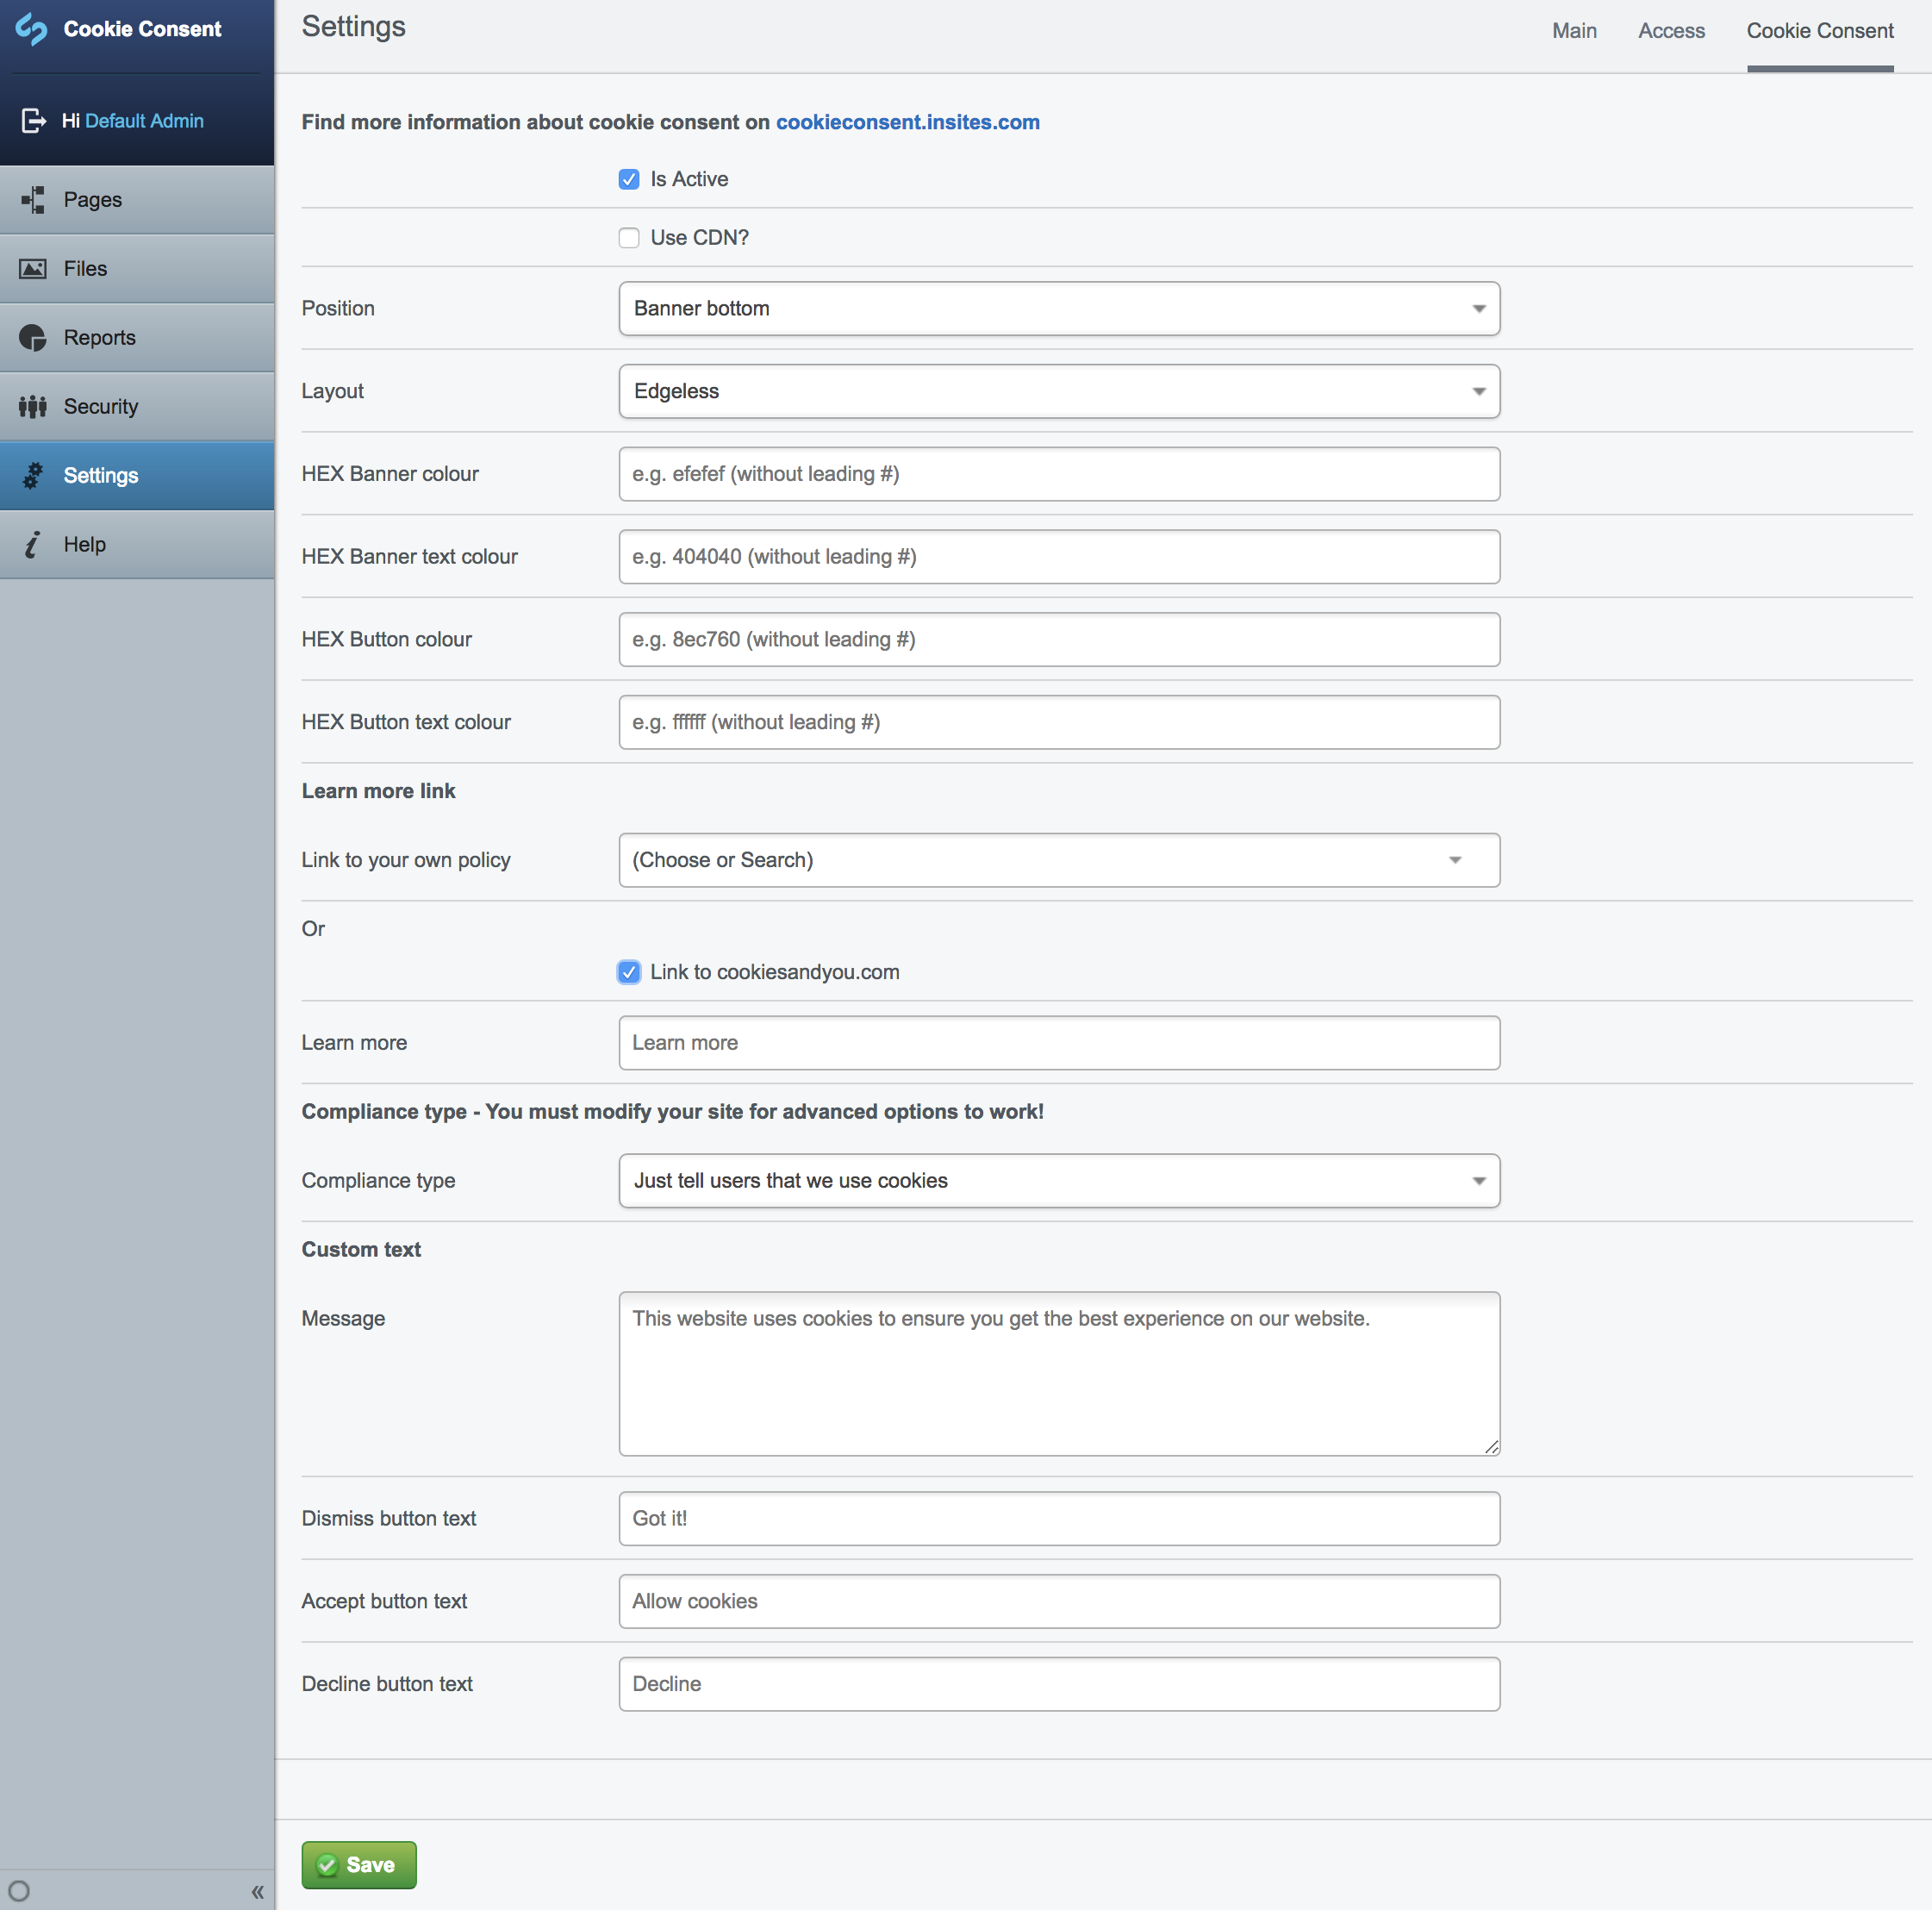 Cookie Consent
Hi Default Admin
Pages
Files
Reports
Security
Settings
Help
«
Settings
Main
Access
Cookie Consent
Find more information about cookie consent on cookieconsent.insites.com
Is Active
Use CDN?
Position
Banner bottom
Layout
Edgeless
HEX Banner colour
e.g. efefef (without leading #)
HEX Banner text colour
e.g. 404040 (without leading #)
HEX Button colour
e.g. 8ec760 (without leading #)
HEX Button text colour
e.g. ffffff (without leading #)
Learn more link
Link to your own policy
(Choose or Search)
Or
Link to cookiesandyou.com
Learn more
Learn more
Compliance type - You must modify your site for advanced options to work!
Compliance type
Just tell users that we use cookies
Custom text
Message
This website uses cookies to ensure you get the best experience on our website.
Dismiss button text
Got it!
Accept button text
Allow cookies
Decline button text
Decline
Save